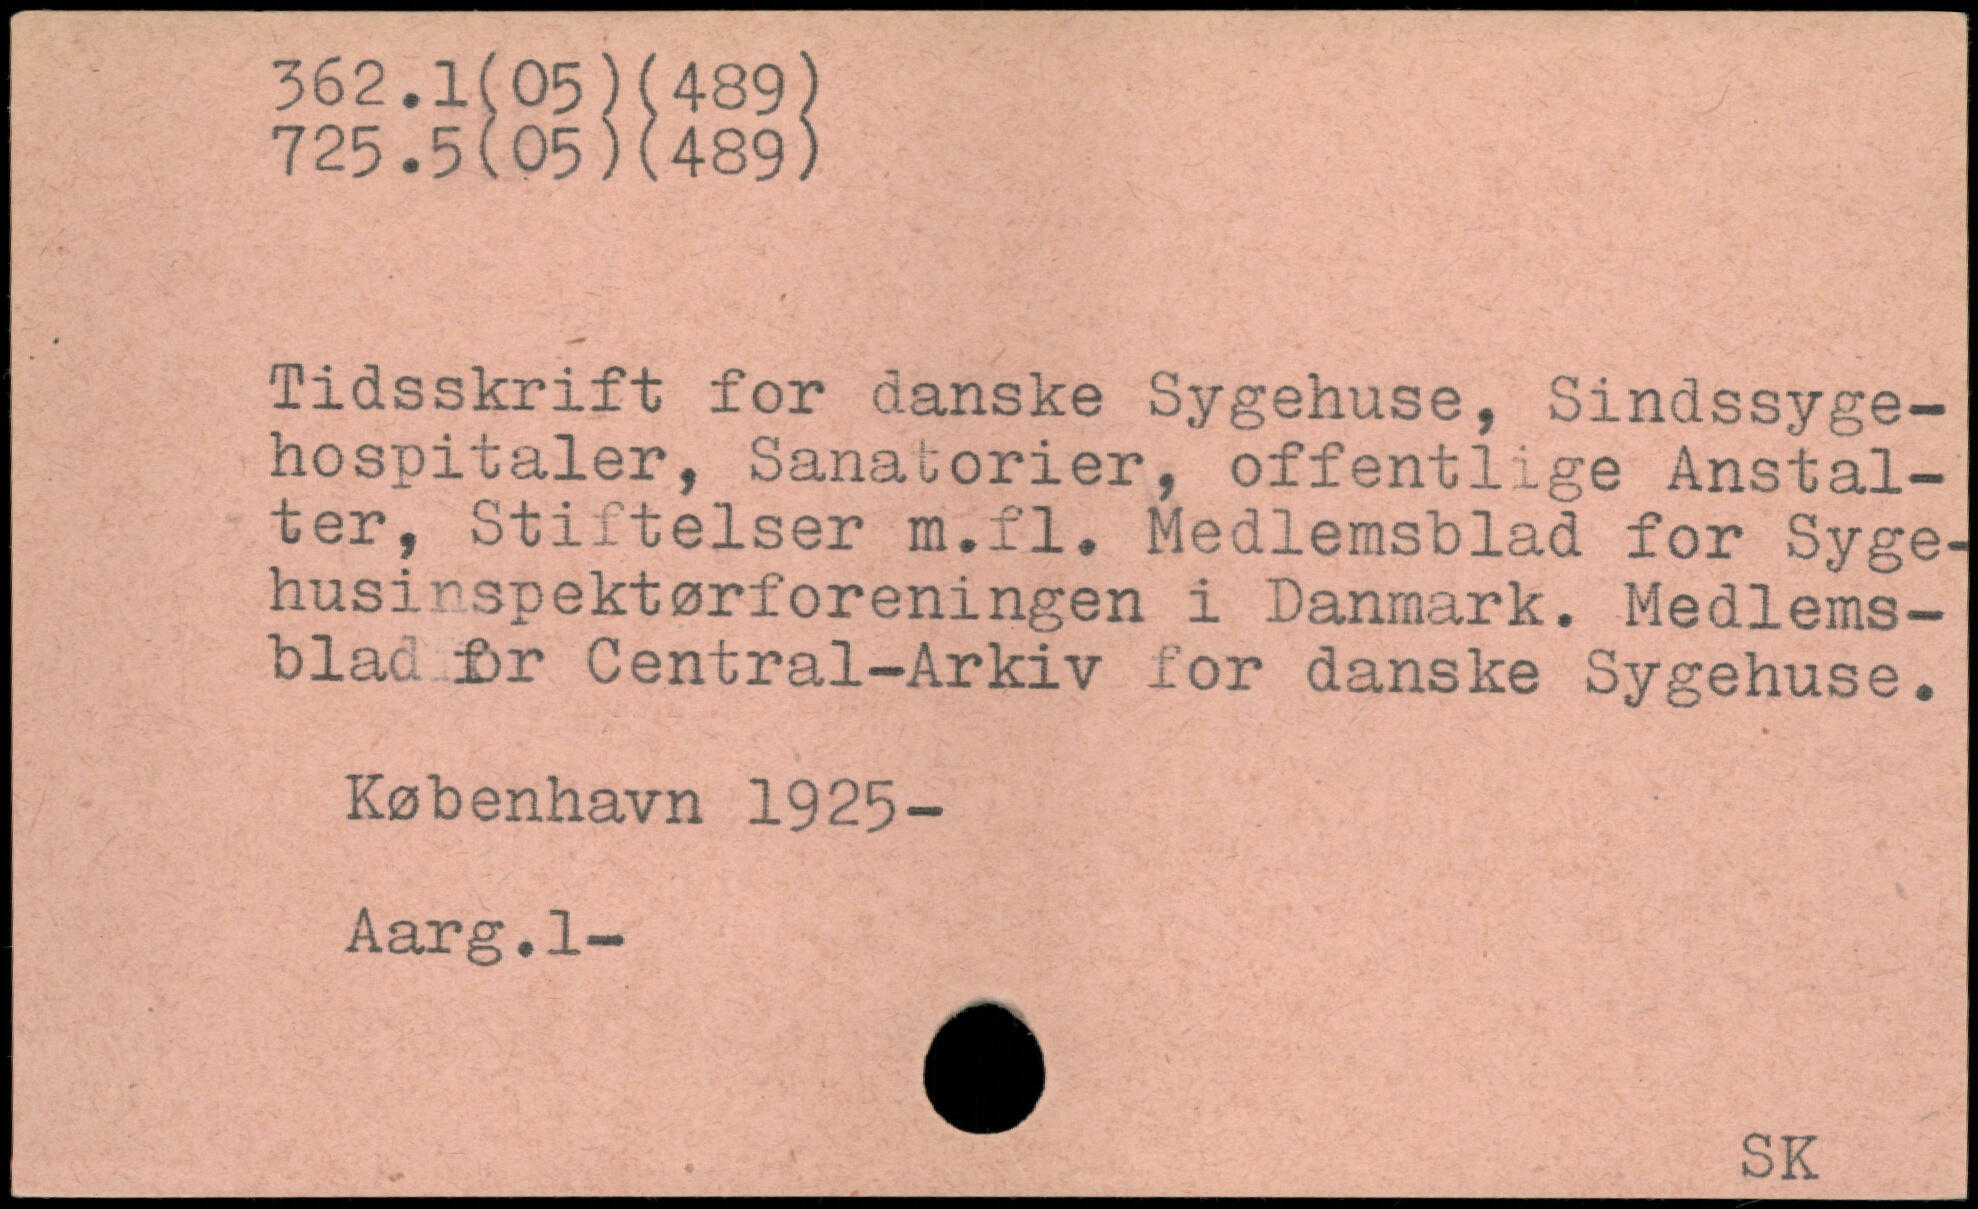 362.1(05)(489)
725.5(05)(489)
Tidsskrift for danske Sygehuse, Sindssyge-
hospitaler, Sanatorier, offentlige Anstal-
ter, Stiftelser m.fl. Medlemsblad for Syge-
husinspektørforeningen i Danmark. Medlems-
blad for Central-Arkiv for danske Sygehuse.
København 1925-
Aarg.1-
SK